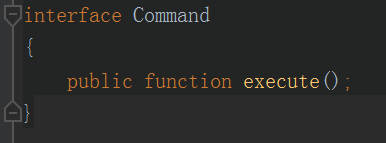 interface Command
{
    public function execute();
}